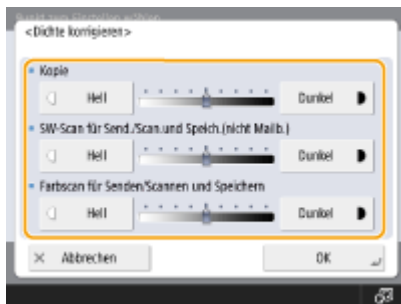 <Dichte korrigieren>
Kopie
Hell Dunkel
SW-Scan für Send./Scan.und Speich.(nicht Mailb.)
Hell Dunkel
Farbscan für Senden/Scannen und Speichern
Hell Dunkel
Abbrechen OK